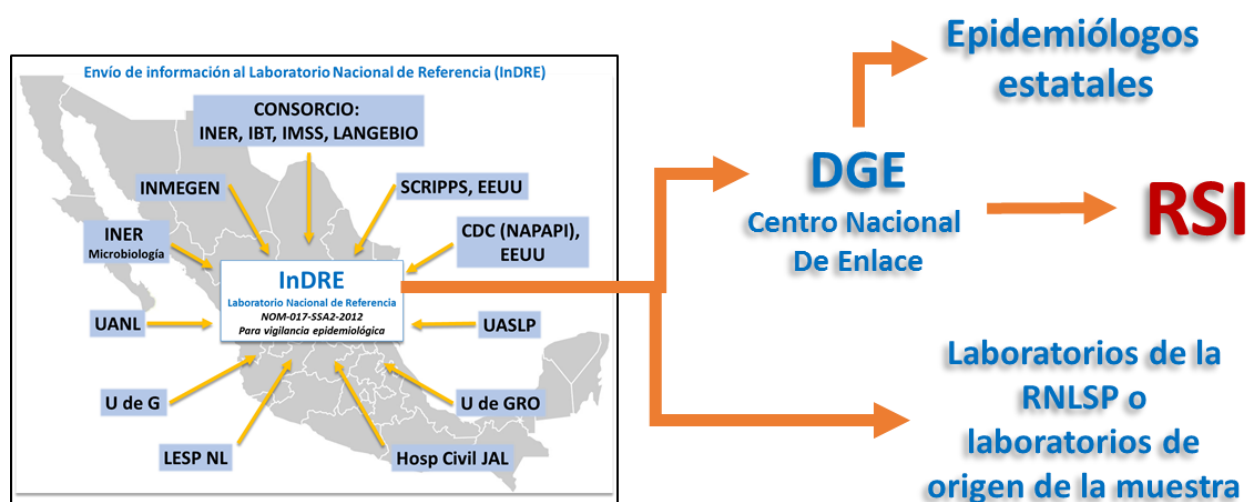 Envío de información al Laboratorio Nacional de Referencia (InDRE)
CONSORCIO:
INER, IBT, IMSS, LANGEBIO
INMEGEN
SCRIPPS, EEUU
INER
Microbiología
CDC (NAPAPI),
EEUU
InDRE
Laboratorio Nacional de Referencia
NOM-017-SSA2-2012
Para vigilancia epidemiológica
UANL
UASLP
U de G
U de GRO
LESP NL
Hosp Civil JAL
Epidemiólogos
estatales
DGE
Centro Nacional
De Enlace
RSI
Laboratorios de la
RNLSP o
laboratorios de
origen de la muestra